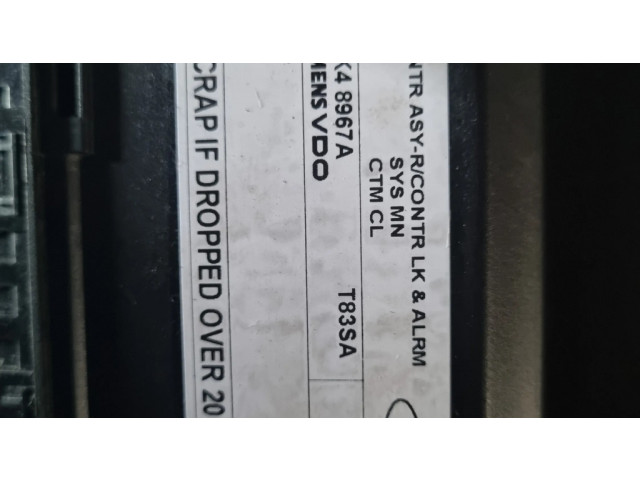 NTR ASY-R/CONTR LK & ALRM
SYS MN
CTM CL
K4 8967A T83SA
MENS VDO
CRAP IF DROPPED OVER 20